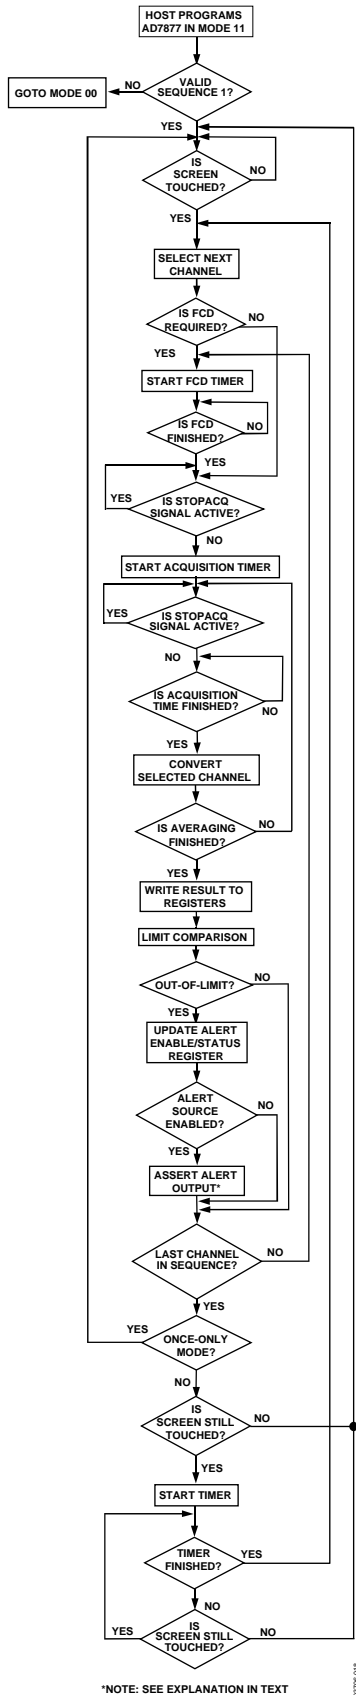 HOST PROGRAMS
AD7877 IN MODE 11
VALID
SEQUENCE 1?
NO
GOTO MODE 00
YES
IS
SCREEN
TOUCHED?
NO
YES
SELECT NEXT
CHANNEL
IS FCD
REQUIRED?
NO
YES
START FCD TIMER
IS FCD
FINISHED?
NO
YES
IS STOPACQ
SIGNAL ACTIVE?
YES
NO
START ACQUISITION TIMER
IS STOPACQ
SIGNAL ACTIVE?
YES
NO
IS ACQUISITION
TIME FINISHED?
NO
YES
CONVERT
SELECTED CHANNEL
IS AVERAGING
FINISHED?
NO
YES
WRITE RESULT TO
REGISTERS
LIMIT COMPARISON
OUT-OF-LIMIT?
NO
YES
UPDATE ALERT
ENABLE/STATUS
REGISTER
ALERT
SOURCE
ENABLED?
NO
YES
ASSERT ALERT
OUTPUT*
LAST CHANNEL
IN SEQUENCE?
NO
YES
ONCE-ONLY
MODE?
YES
NO
IS
SCREEN STILL
TOUCHED?
NO
YES
START TIMER
TIMER
FINISHED?
YES
NO
IS
SCREEN STILL
TOUCHED?
YES
NO
*NOTE: SEE EXPLANATION IN TEXT